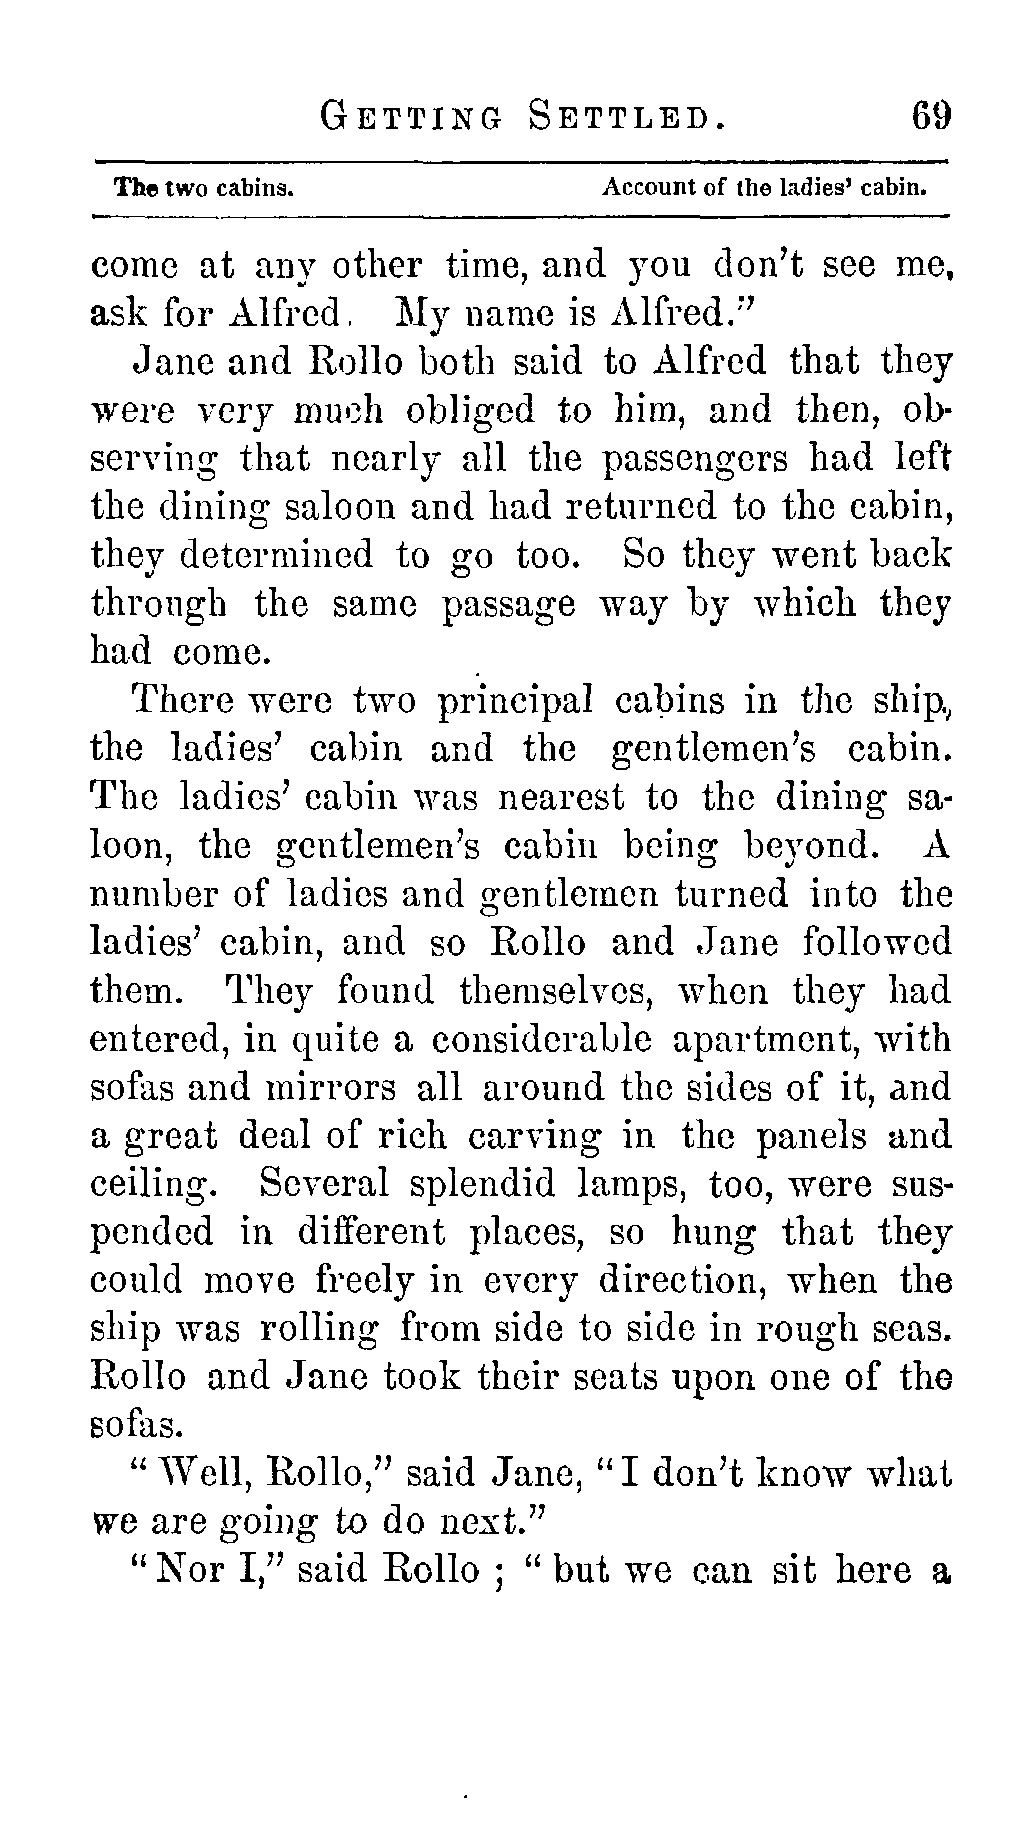 GETTING SETTLED. 69
The two cabins. Account of the ladies' cabin.
come at any other time, and you don't see me,
ask for Alfred. My name is Alfred."
Jane and Rollo both said to Alfred that they
were very much obliged to him, and then, ob-
serving that nearly all the passengers had left
the dining saloon and had returned to the cabin,
they determined to go too. So they went back
through the same passage way by which they
had come.
There were two principal cabins in the ship,
the ladies' cabin and the gentlemen's cabin.
The ladies' cabin was nearest to the dining sa-
loon, the gentlemen's cabin being beyond. A
number of ladies and gentlemen turned into the
ladies' cabin, and so Rollo and Jane followed
them. They found themselves, when they had
entered, in quite a considerable apartment, with
sofas and mirrors all around the sides of it, and
a great deal of rich carving in the panels and
ceiling. Several splendid lamps, too, were sus-
pended in different places, so hung that they
could move freely in every direction, when the
ship was rolling from side to side in rough seas.
Rollo and Jane took their seats upon one of the
sofas.
"Well, Rollo," said Jane, "I don't know what
we are going to do next."
"Nor I," said Rollo; "but we can sit here a